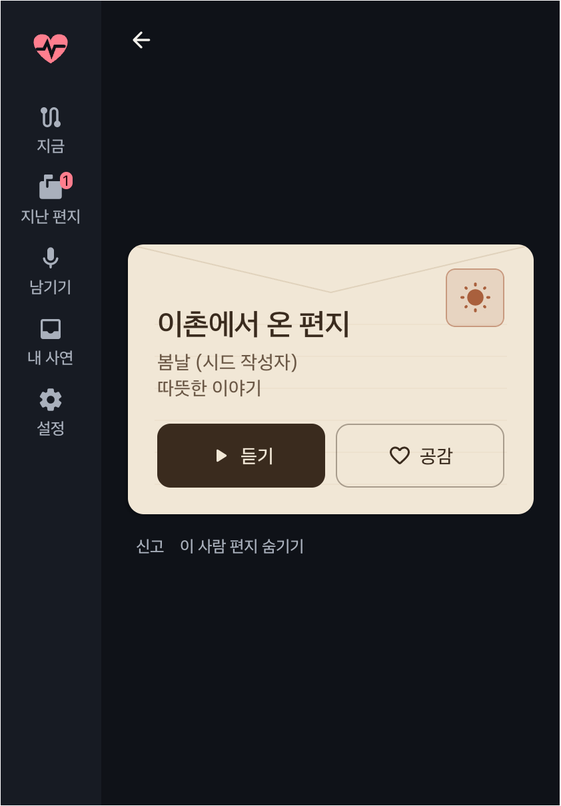 지금
1
지난 편지
남기기
내 사연
설정
이촌에서 온 편지
봄날 (시드 작성자)
따뜻한 이야기
듣기
공감
신고
이 사람 편지 숨기기